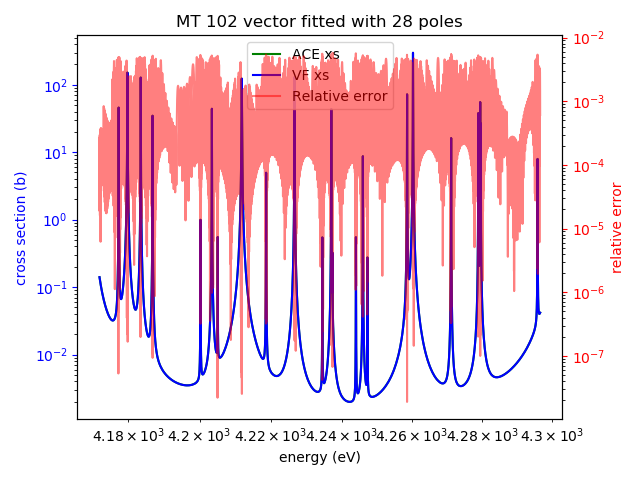 MT 102 vector fitted with 28 poles
ACE xs
VF xs
Relative error
cross section (b)
10²
10¹
10⁰
10⁻¹
10⁻²
relative error
10⁻²
10⁻³
10⁻⁴
10⁻⁵
10⁻⁶
10⁻⁷
4.18 × 10³ 4.2 × 10³ 4.22 × 10³ 4.24 × 10³ 4.26 × 10³ 4.28 × 10³ 4.3 × 10³
energy (eV)